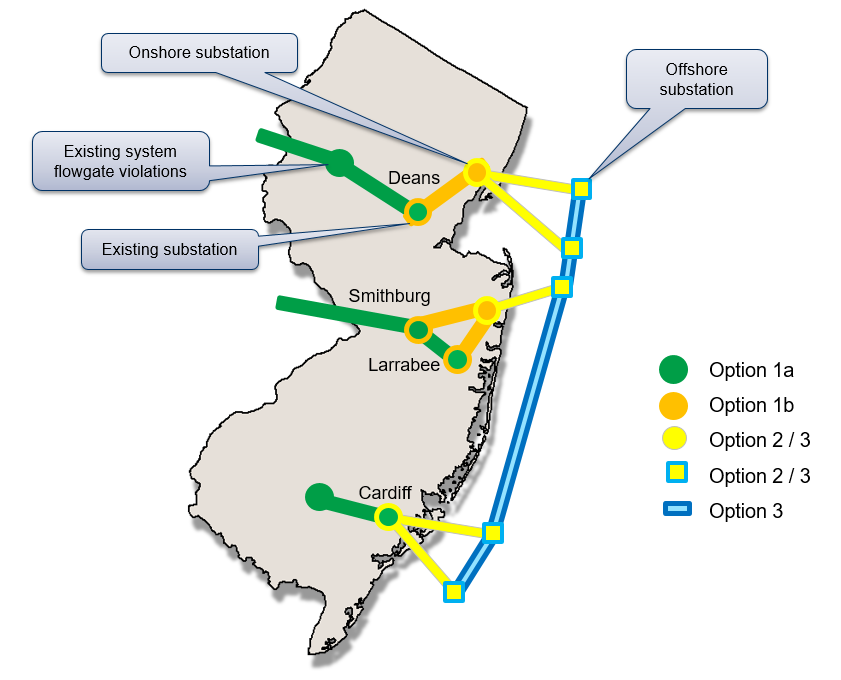 Onshore substation
Offshore
substation
Existing system
flowgate violations
Deans
Existing substation
Smithburg
Larrabee
Option 1a
Option 1b
Option 2 / 3
Option 2 / 3
Option 3
Cardiff